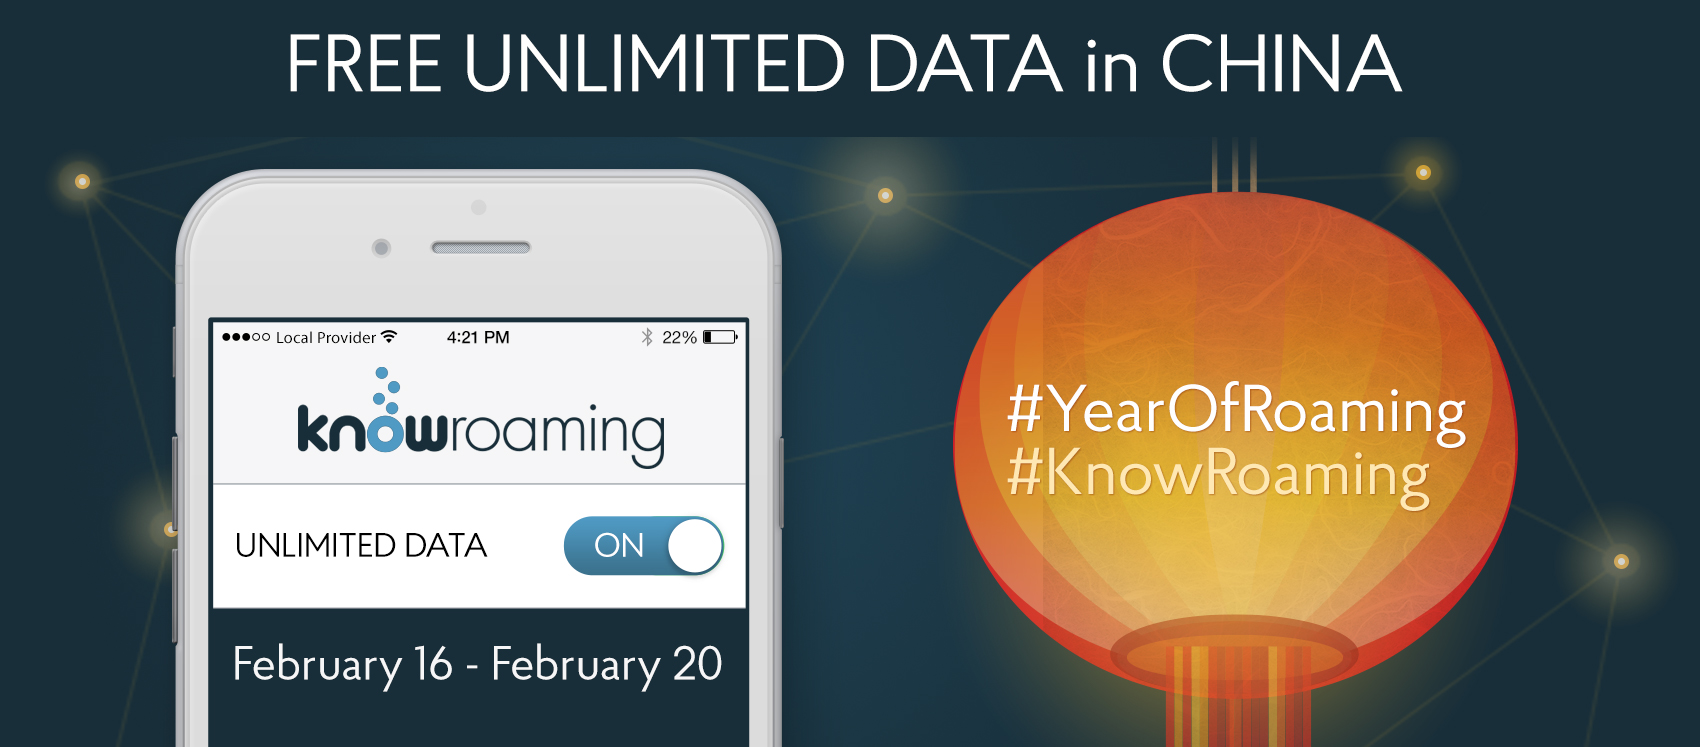 FREE UNLIMITED DATA in CHINA
Local Provider 4:21 PM 22%
knowroaming
UNLIMITED DATA ON
February 16 - February 20
#YearOfRoaming
#KnowRoaming